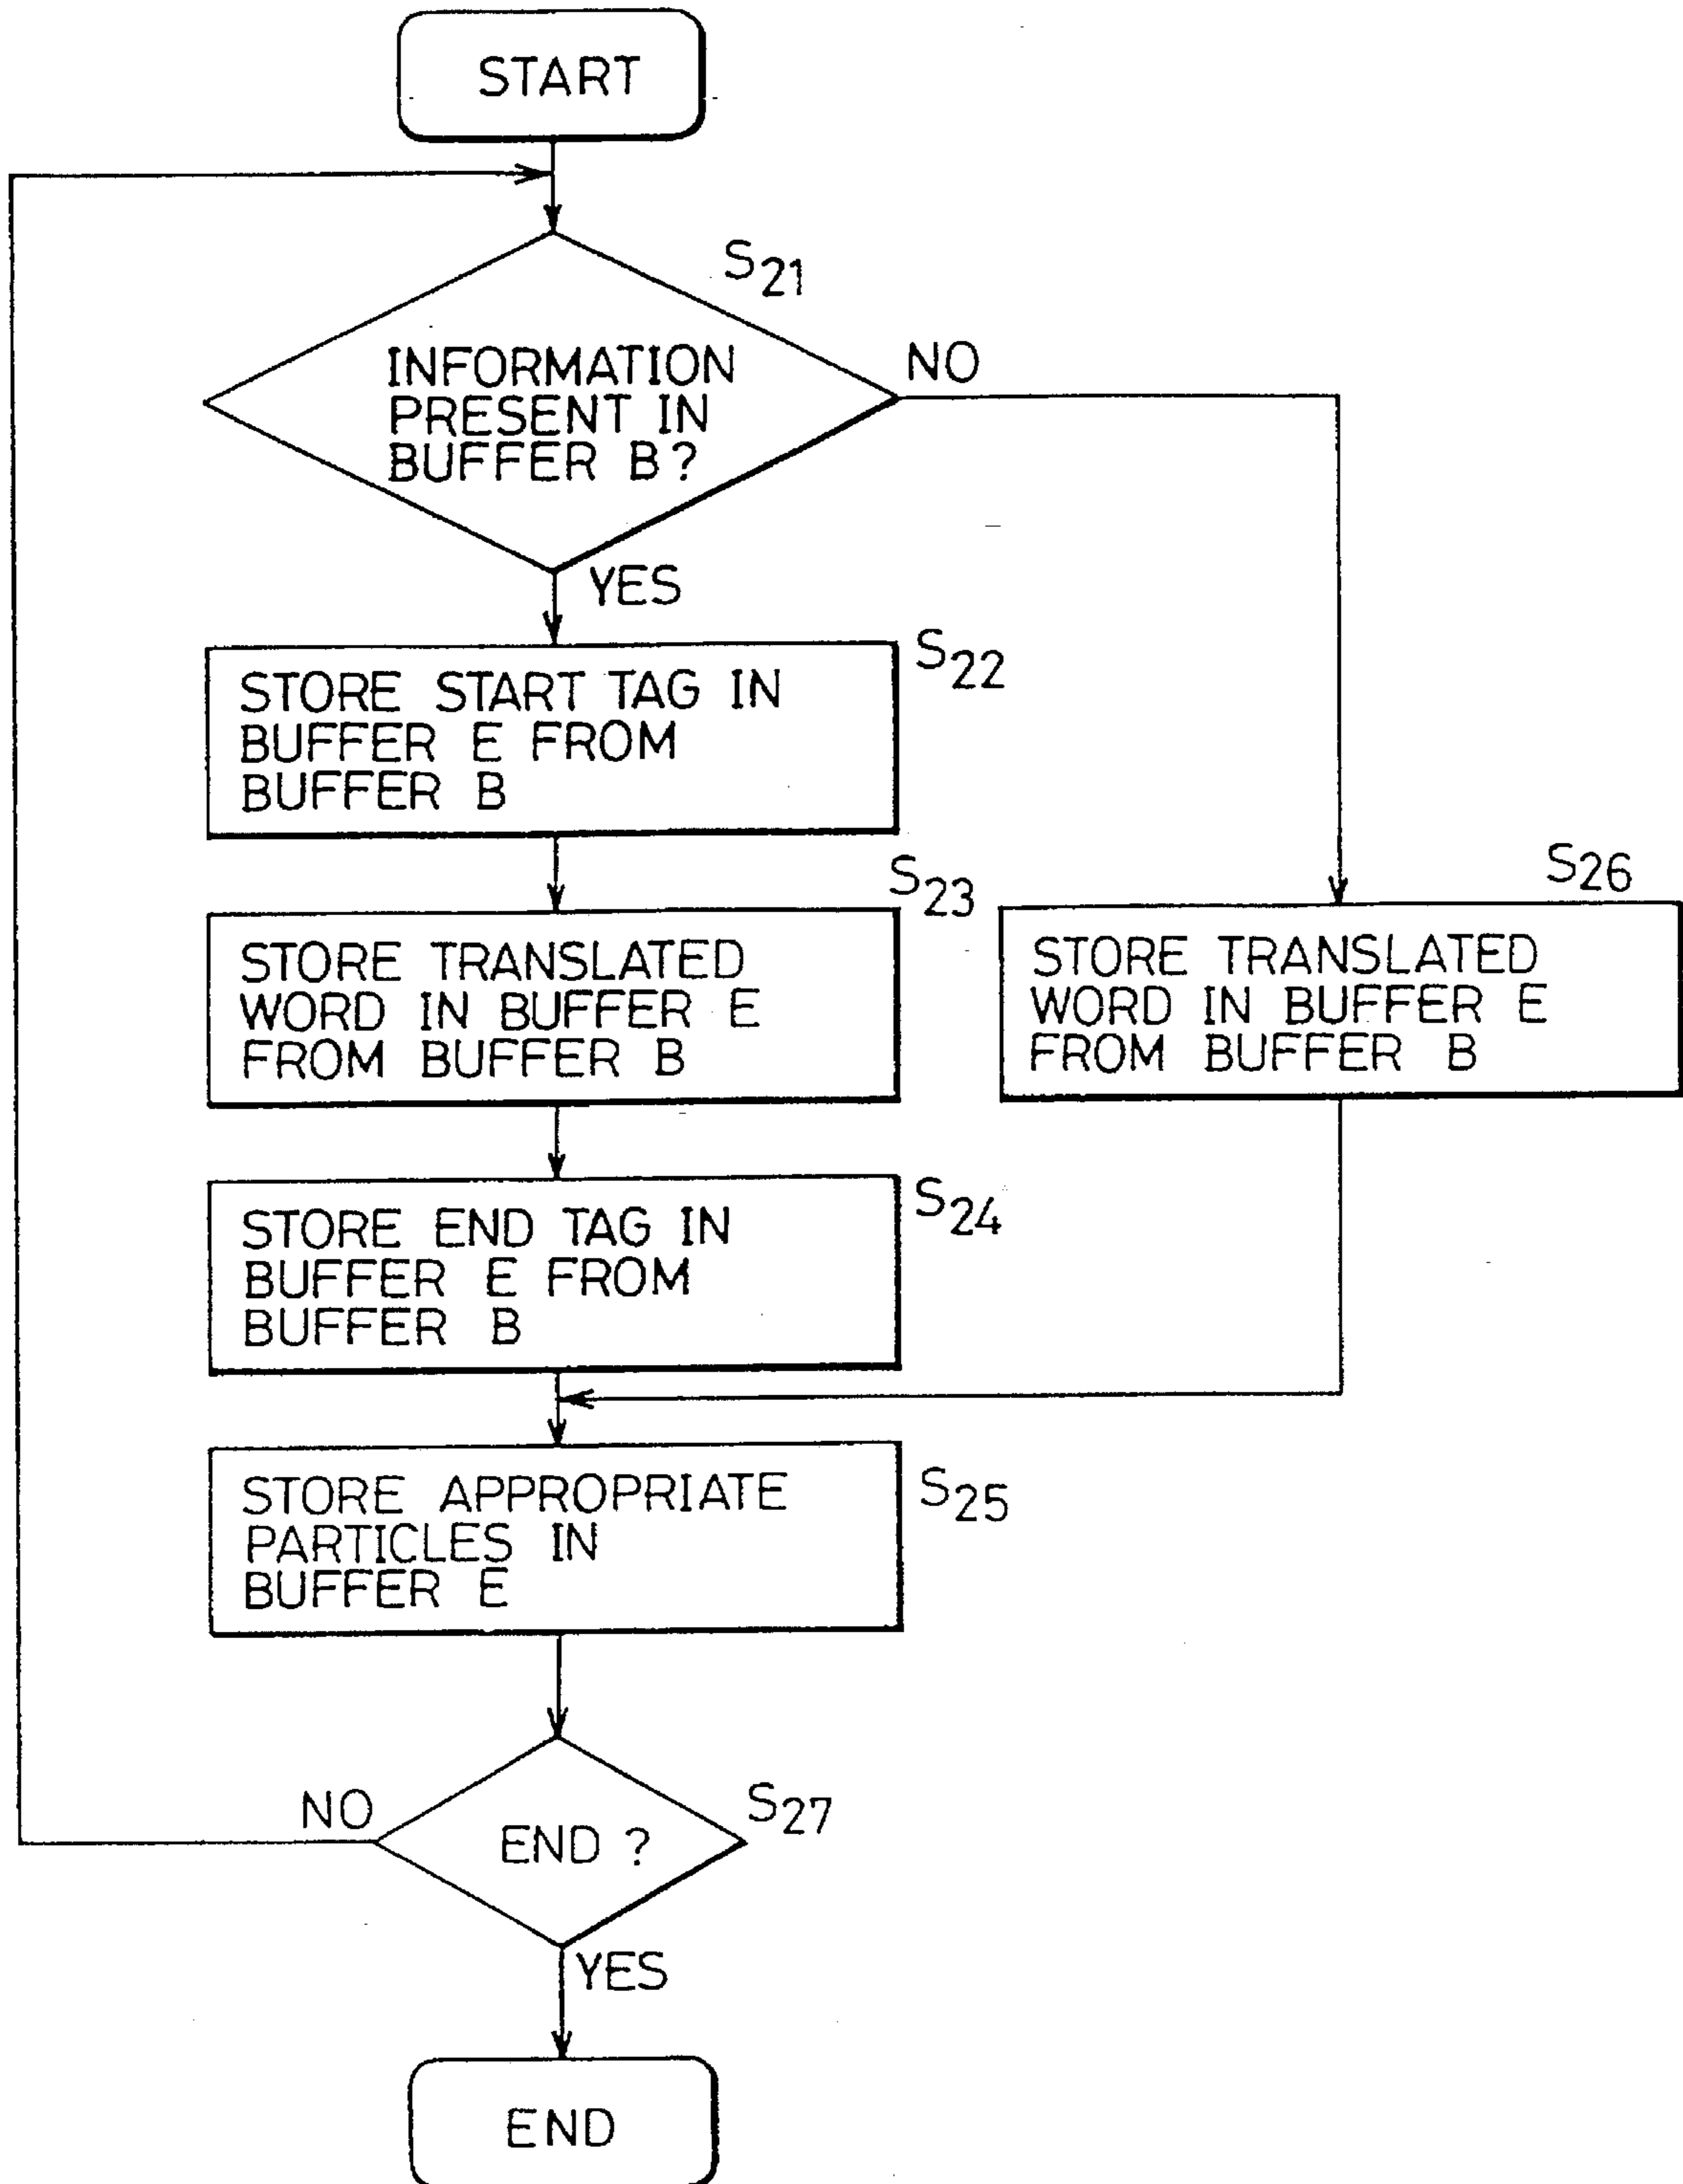 START
S21
INFORMATION
PRESENT IN
BUFFER B?
NO
YES
S22
STORE START TAG IN
BUFFER E FROM
BUFFER B
S23
STORE TRANSLATED
WORD IN BUFFER E
FROM BUFFER B
S26
STORE TRANSLATED
WORD IN BUFFER E
FROM BUFFER B
S24
STORE END TAG IN
BUFFER E FROM
BUFFER B
S25
STORE APPROPRIATE
PARTICLES IN
BUFFER E
NO
S27
END ?
YES
END